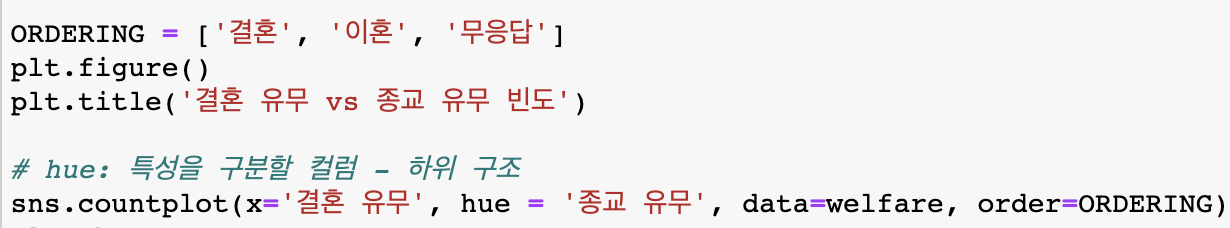 ORDERING = ['결혼', '이혼', '무응답']
plt.figure()
plt.title('결혼 유무 vs 종교 유무 빈도')
# hue: 특성을 구분할 컬럼 - 하위 구조
sns.countplot(x='결혼 유무', hue = '종교 유무', data=welfare, order=ORDERING)